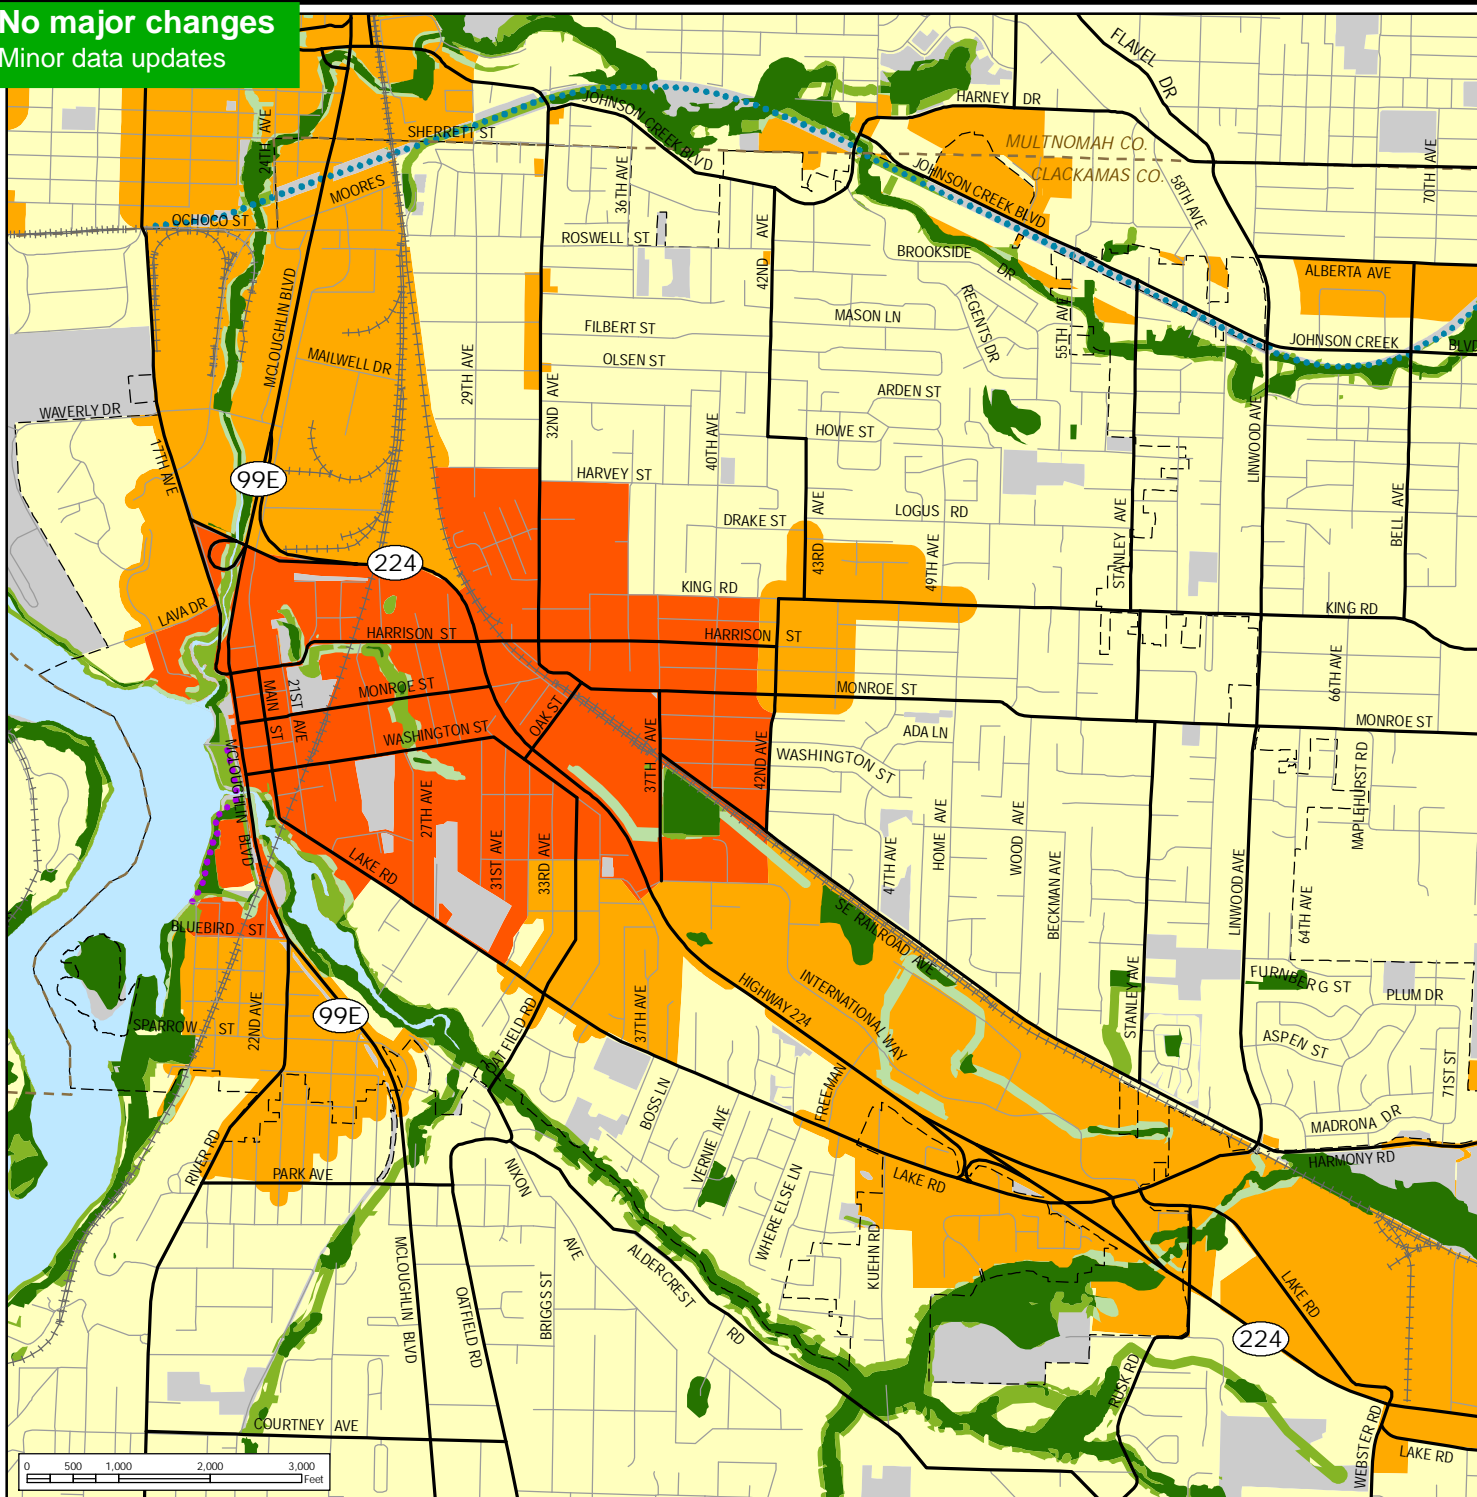 No major changes
Minor data updates
FLAVEL DR
HARNEY DR
JOHNSON CREEK BLVD
SHERRETT ST
24TH AVE
MULTNOMAH CO.
CLACKAMAS CO.
MOORES
36TH AVE
JOHNSON CREEK BLVD
58TH AVE
70TH AVE
OCHOCO ST
ROSWELL ST
42ND AVE
BROOKSIDE DR
ALBERTA AVE
MCLOUGHLIN BLVD
REGENTS DR
55TH AVE
MASON LN
FILBERT ST
OLSEN ST
JOHNSON CREEK BLVD
MAILWELL DR
29TH AVE
32ND AVE
ARDEN ST
WAVERLY DR
17TH AVE
40TH AVE
HOWE ST
LINWOOD AVE
99E
HARVEY ST
DRAKE ST
43RD AVE
LOGUS RD
STANLEY AVE
BELL AVE
224
49TH AVE
KING RD
KING RD
LAVA DR
HARRISON ST
HARRISON ST
66TH AVE
MAIN ST
21ST AVE
MONROE ST
MONROE ST
MONROE ST
WASHINGTON ST
OAK ST
37TH AVE
42ND AVE
ADA LN
WASHINGTON ST
MCLOUGHLIN BLVD
27TH AVE
MAPLEHURST RD
HOME AVE
WOOD AVE
LAKE RD
31ST AVE
33RD AVE
47TH AVE
BECKMAN AVE
LINWOOD AVE
64TH AVE
BLUEBIRD ST
SE RAILROAD AVE
HIGHWAY 224
INTERNATIONAL WAY
STANLEY AVE
FURNBERG ST
PLUM DR
99E
SPARROW ST
22ND AVE
OATFIELD RD
37TH AVE
ASPEN ST
71ST ST
BOSS LN
VERNIE AVE
FREEMAN
MADRONA DR
RIVER RD
PARK AVE
NIXON AVE
WHERE ELSE LN
LAKE RD
HARMONY RD
MCLOUGHLIN BLVD
OATFIELD RD
BRIGGS ST
ALDERCREST RD
KUEHN RD
LAKE RD
224
RUSK RD
COURTNEY AVE
WEBSTER RD
LAKE RD
0 500 1,000 2,000 3,000
Feet